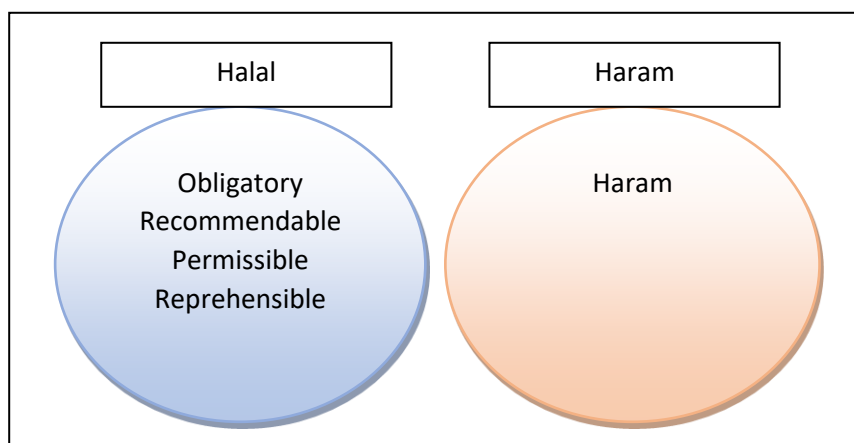 Halal
Haram
Obligatory
Recommendable
Permissible
Reprehensible
Haram